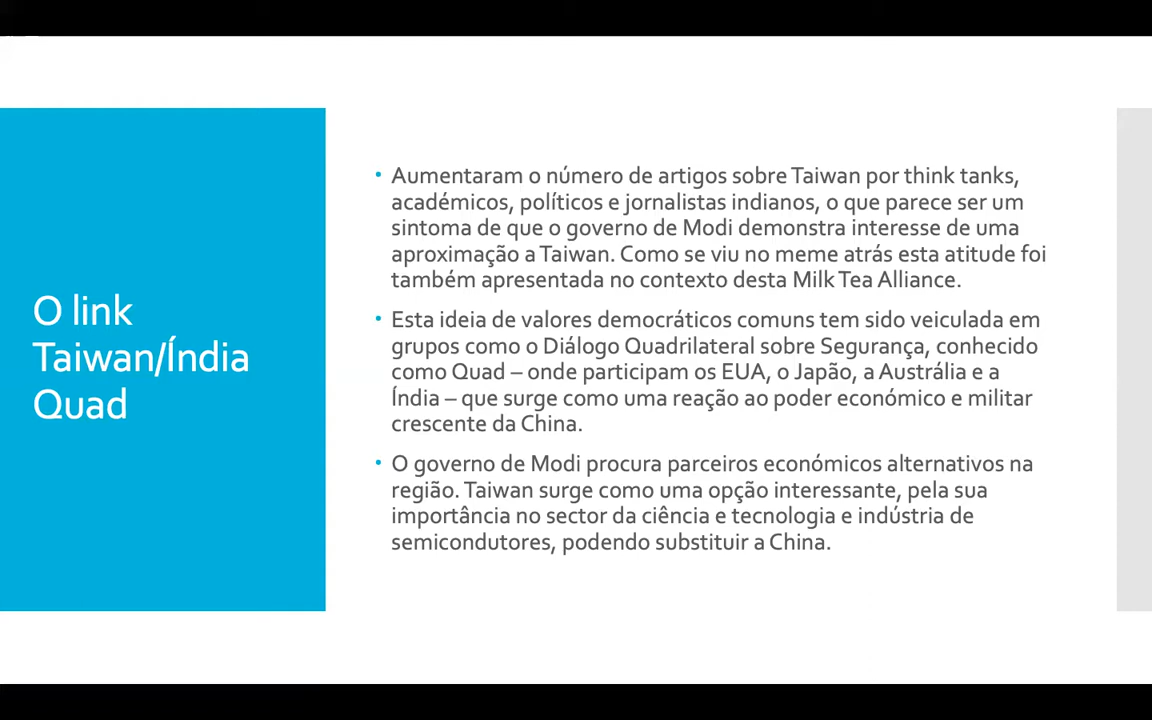 O link
Taiwan/Índia
Quad
• Aumentaram o número de artigos sobre Taiwan por think tanks,
académicos, políticos e jornalistas indianos, o que parece ser um
sintoma de que o governo de Modi demonstra interesse de uma
aproximação a Taiwan. Como se viu no meme atrás esta atitude foi
também apresentada no contexto desta Milk Tea Alliance.
• Esta ideia de valores democráticos comuns tem sido veiculada em
grupos como o Diálogo Quadrilateral sobre Segurança, conhecido
como Quad – onde participam os EUA, o Japão, a Austrália e a
Índia – que surge como uma reação ao poder económico e militar
crescente da China.
• O governo de Modi procura parceiros económicos alternativos na
região. Taiwan surge como uma opção interessante, pela sua
importância no sector da ciência e tecnologia e indústria de
semicondutores, podendo substituir a China.